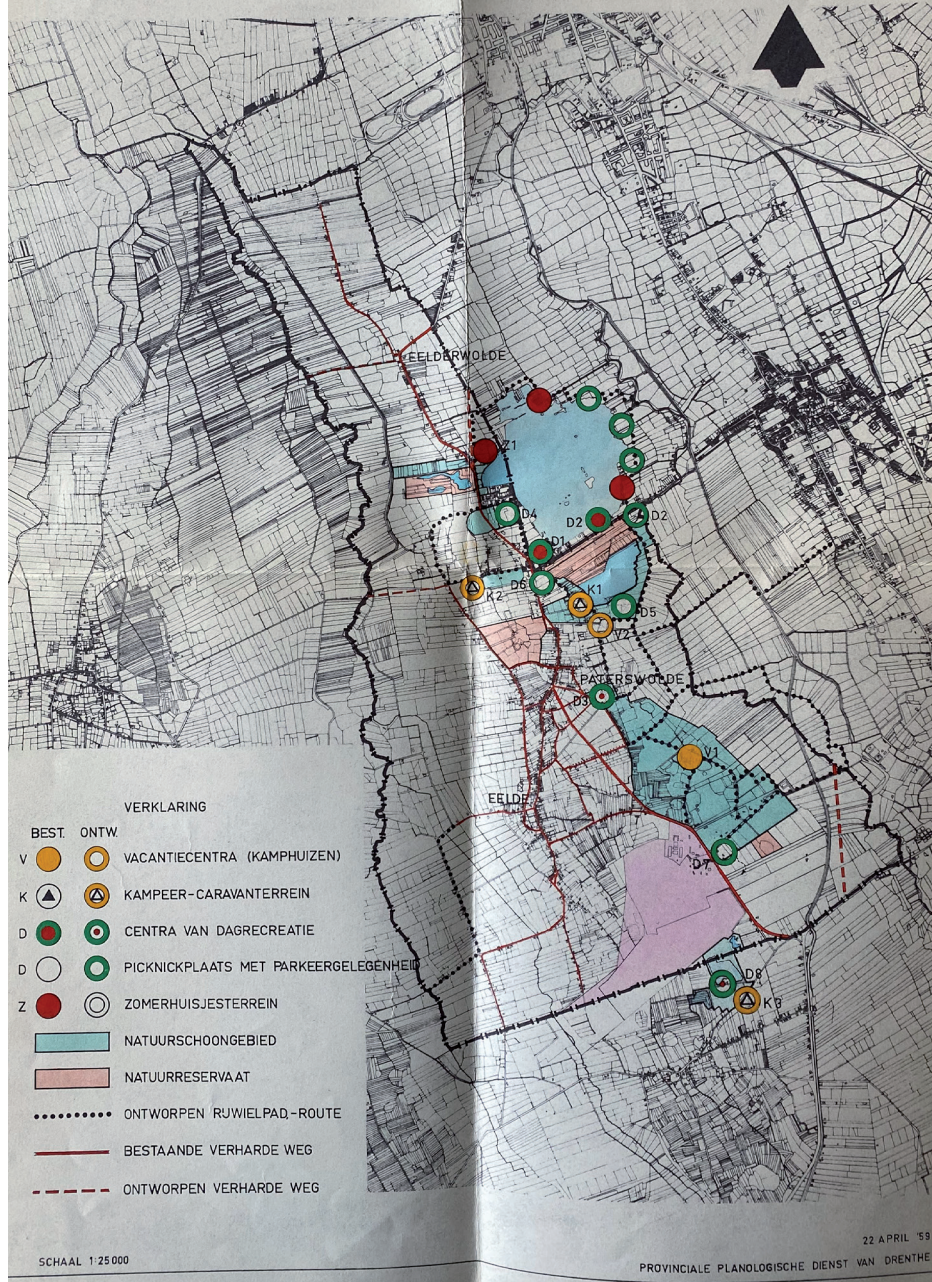 EELDERWOLDE
Z1
D4
D2
D2
D1
D6
K1
K2
D5
V2
PATERSWOLDE
D3
V1
EELDE
D7
D8
K3
VERKLARING
BEST. ONTW.
V VACANTIECENTRA (KAMPHUIZEN)
K KAMPEER-CARAVANTERREIN
D CENTRA VAN DAGRECREATIE
D PICKNICKPLAATS MET PARKEERGELEGENHEID
Z ZOMERHUISJESTERREIN
NATUURSCHOONGEBIED
NATUURRESERVAAT
ONTWORPEN RIJWIELPAD,-ROUTE
BESTAANDE VERHARDE WEG
ONTWORPEN VERHARDE WEG
SCHAAL 1:25000
22 APRIL '59
PROVINCIALE PLANOLOGISCHE DIENST VAN DRENTHE